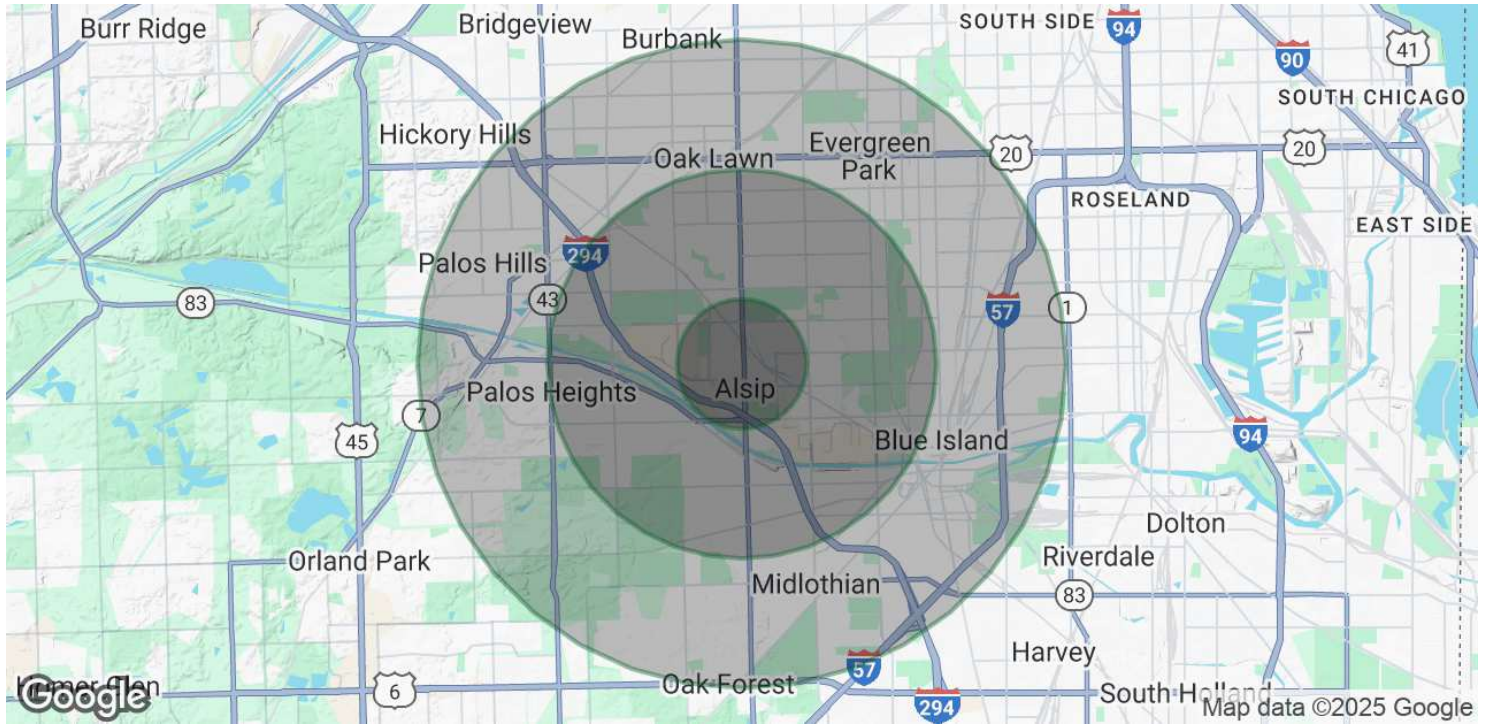 Burr Ridge
Bridgeview
Burbank
SOUTH SIDE
94
41
90
SOUTH CHICAGO
Hickory Hills
Oak Lawn
Evergreen
Park
20
20
ROSELAND
EAST SIDE
294
Palos Hills
83
43
57
1
Palos Heights
Alsip
7
45
Blue Island
94
Dolton
Orland Park
Riverdale
Midlothian
83
Harvey
57
Oak Forest
6
294
South Holland
Google
Map data ©2025 Google